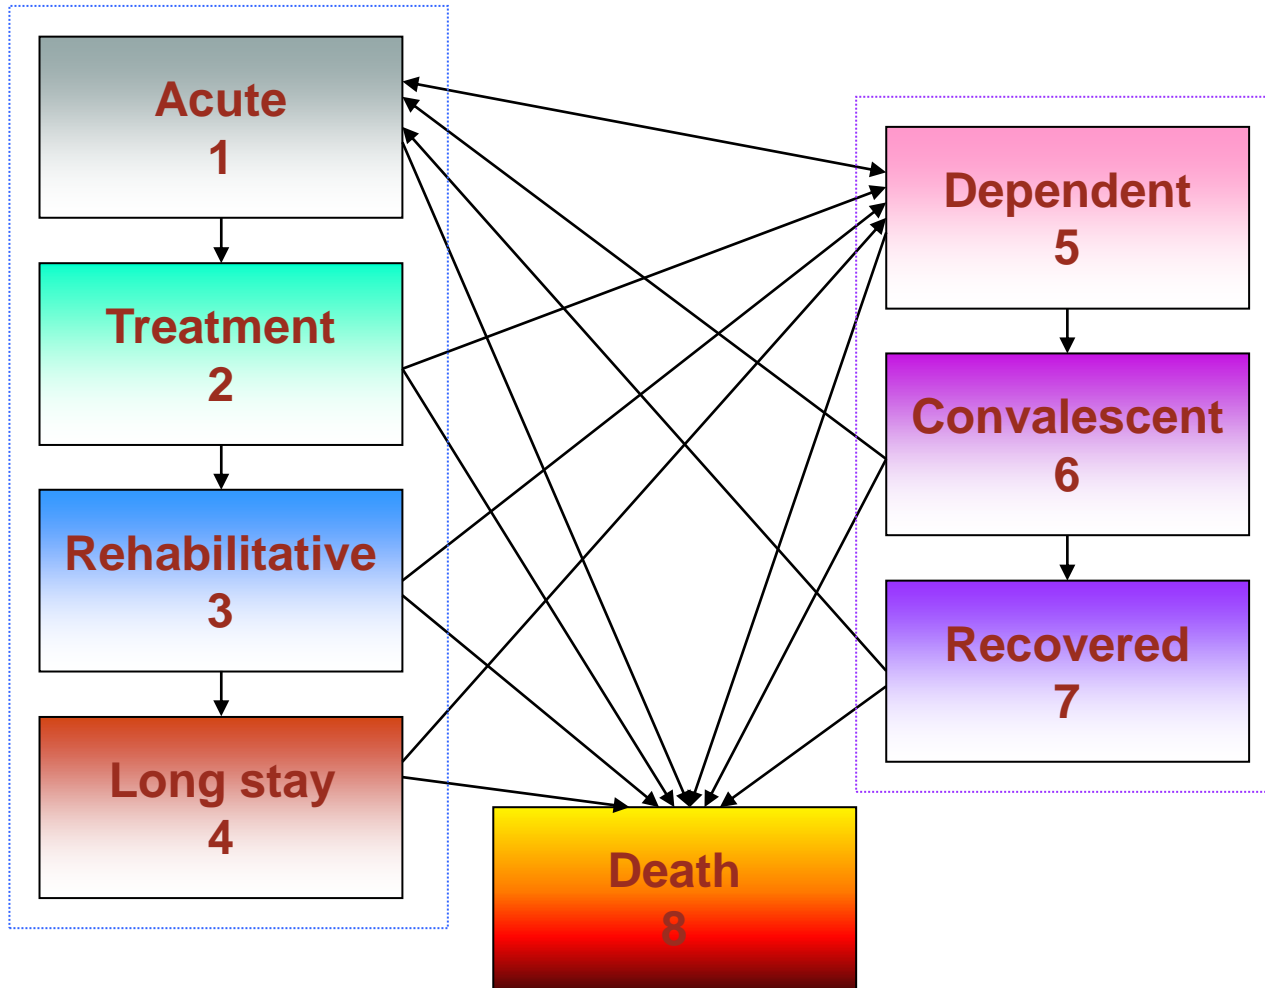 Acute
1
Treatment
2
Rehabilitative
3
Long stay
4
Dependent
5
Convalescent
6
Recovered
7
Death
8